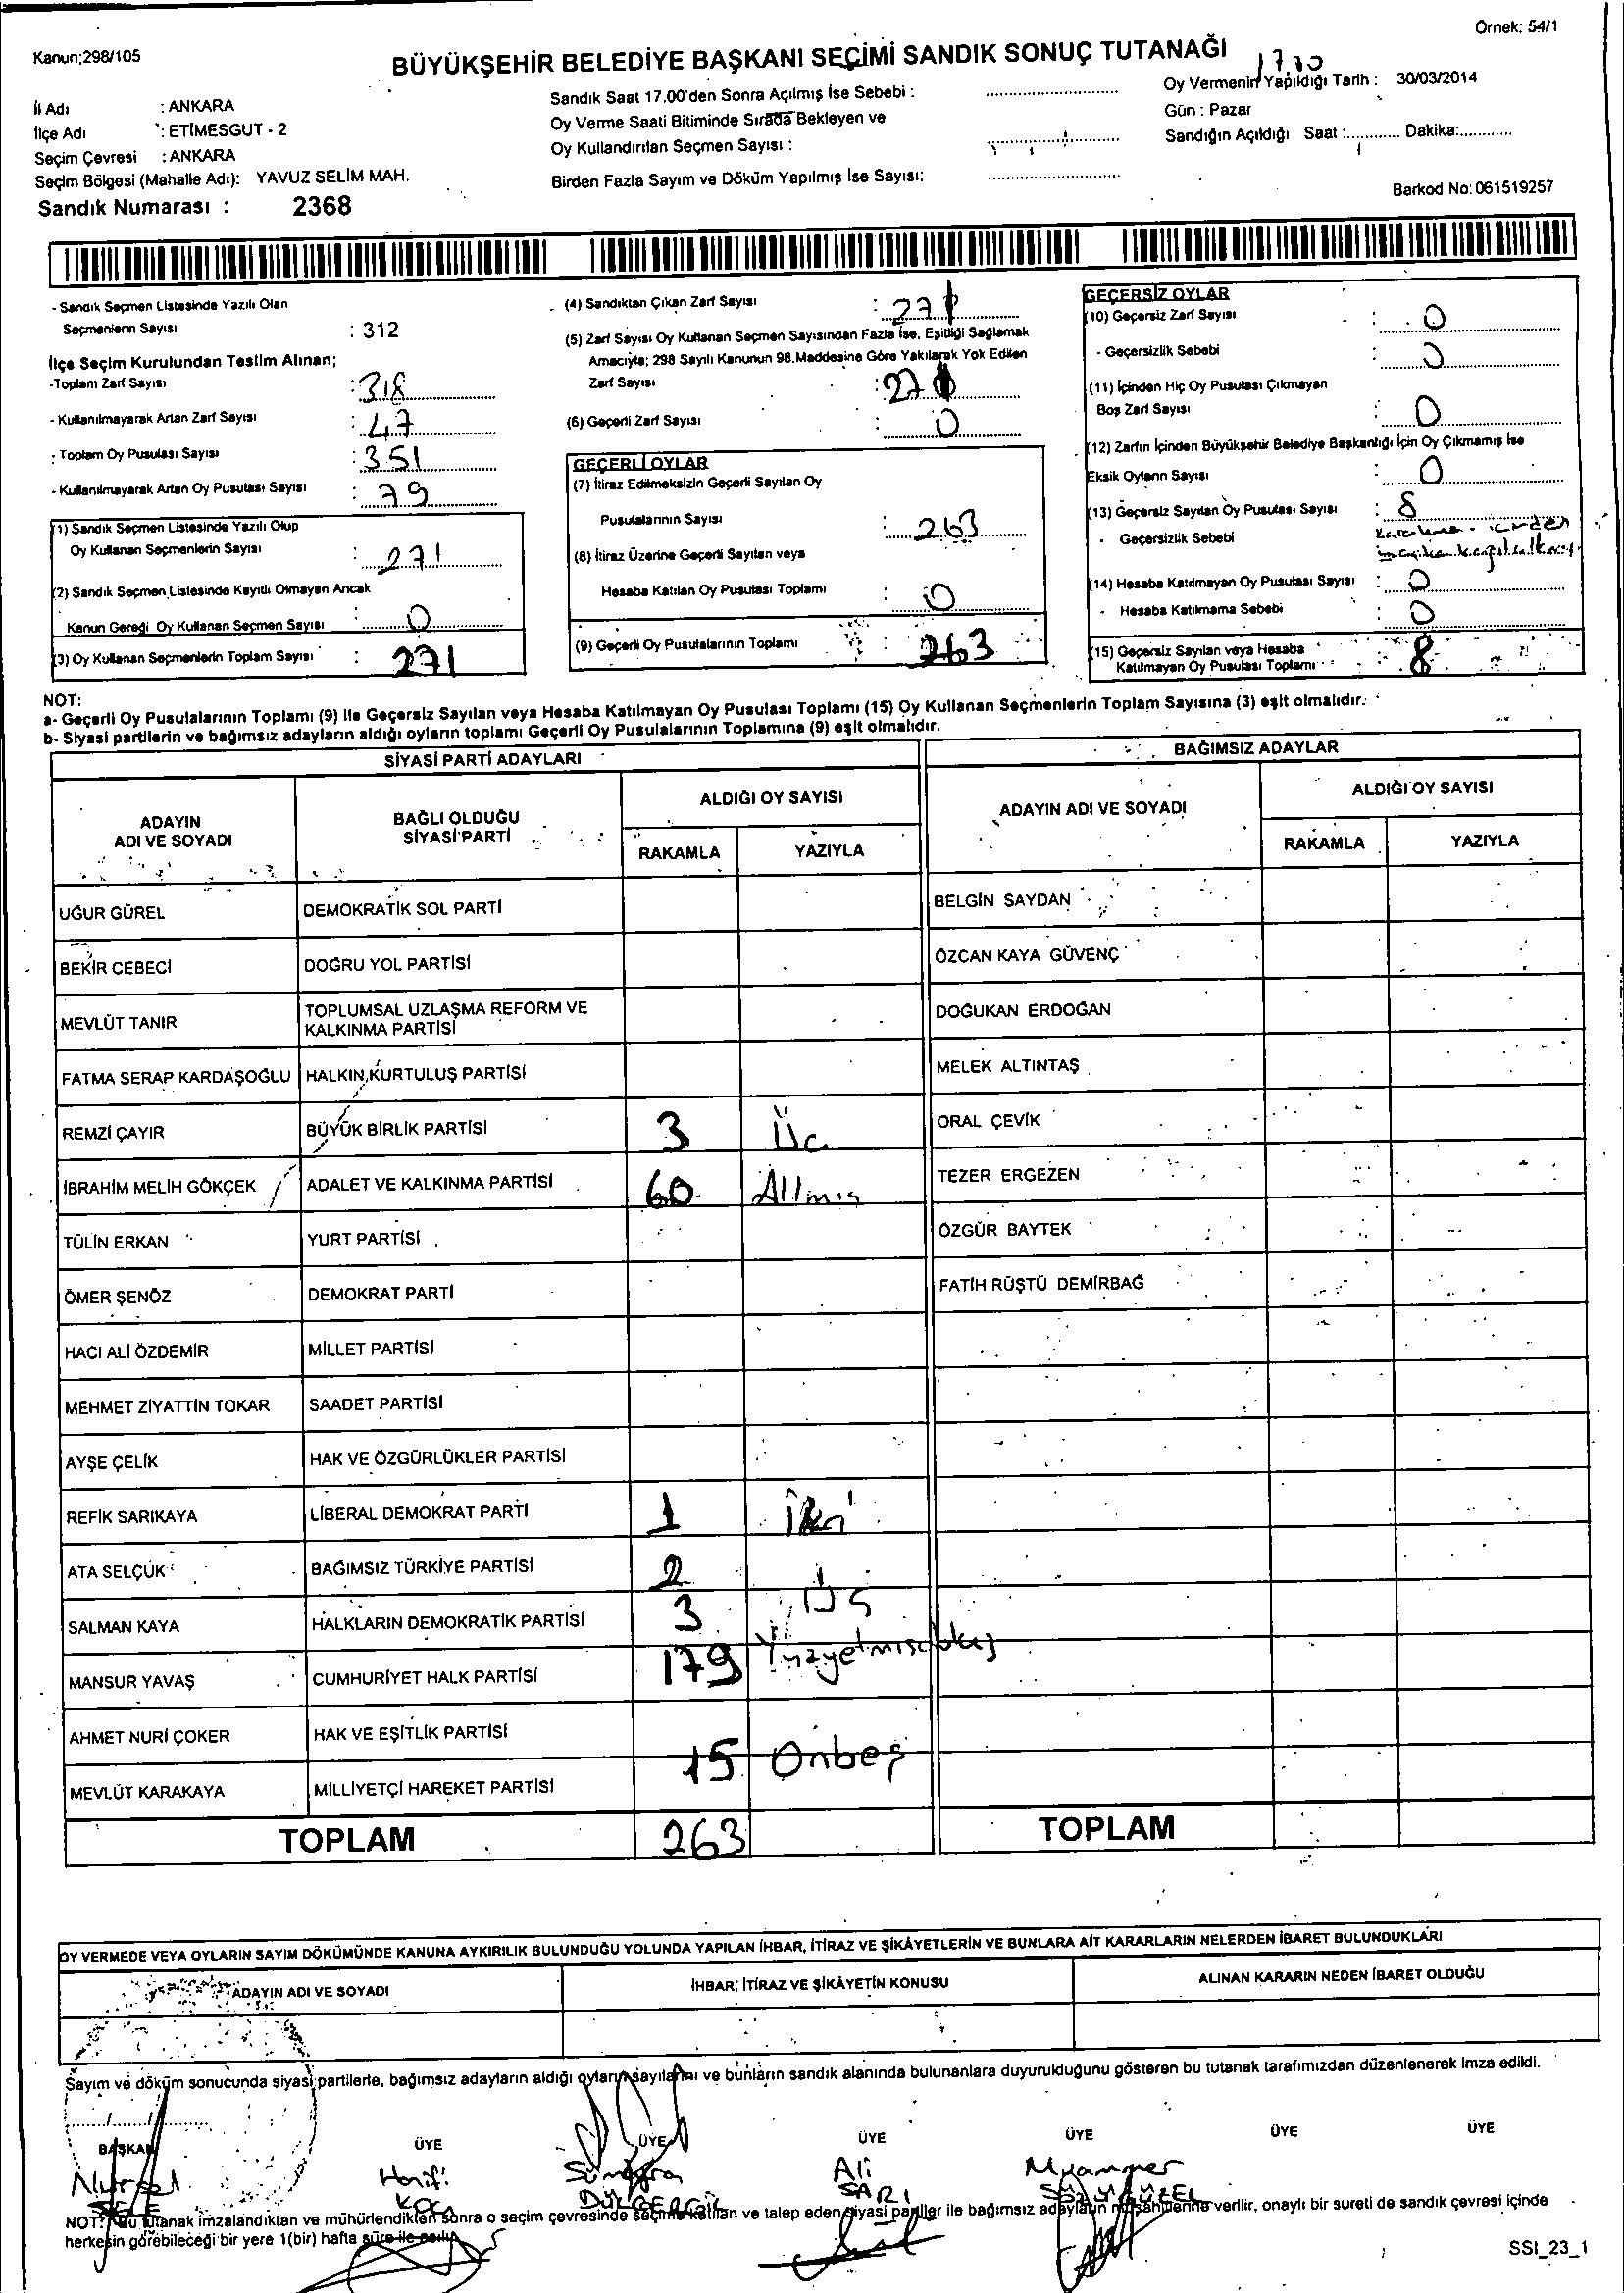 Örnek: 54/1
Kanun;298/105
BÜYÜKŞEHİR BELEDİYE BAŞKANI SEÇİMİ SANDIK SONUÇ TUTANAĞI
İl Adı : ANKARA
İlçe Adı : ETİMESGUT - 2
Seçim Çevresi : ANKARA
Seçim Bölgesi (Mahalle Adı): YAVUZ SELİM MAH.
Sandık Numarası : 2368
Sandık Saat 17.00'den Sonra Açılmış İse Sebebi :
Oy Verme Saati Bitiminde Sırada Bekleyen ve
Oy Kullandırılan Seçmen Sayısı :
Birden Fazla Sayım ve Döküm Yapılmış İse Sayısı:
Oy Vermenin Yapıldığı Tarih : 30/03/2014
Gün : Pazar
Sandığın Açıldığı Saat :............ Dakika:............
Barkod No: 061519257
- Sandık Seçmen Listesinde Yazılı Olan
Seçmenlerin Sayısı : 312
İlçe Seçim Kurulundan Teslim Alınan;
-Toplam Zarf Sayısı : 318
- Kullanılmayarak Artan Zarf Sayısı : 47
- Toplam Oy Pusulası Sayısı : 351
- Kullanılmayarak Artan Oy Pusulası Sayısı : 79
(1) Sandık Seçmen Listesinde Yazılı Olup
Oy Kullanan Seçmenlerin Sayısı : 271
(2) Sandık Seçmen Listesinde Kayıtlı Olmayan Ancak
Kanun Gereği Oy Kullanan Seçmen Sayısı : 0
(3) Oy Kullanan Seçmenlerin Toplam Sayısı : 271
(4) Sandıktan Çıkan Zarf Sayısı : 271
(5) Zarf Sayısı Oy Kullanan Seçmen Sayısından Fazla İse, Eşitliği Sağlamak
Amacıyla; 298 Sayılı Kanunun 98.Maddesine Göre Yakılarak Yok Edilen
Zarf Sayısı :
(6) Geçerli Zarf Sayısı : 0
GEÇERLİ OYLAR
(7) İtiraz Edilmeksizin Geçerli Sayılan Oy
Pusulalarının Sayısı : 263
(8) İtiraz Üzerine Geçerli Sayılan veya
Hesaba Katılan Oy Pusulası Toplamı : 0
(9) Geçerli Oy Pusulalarının Toplamı : 263
GEÇERSİZ OYLAR
(10) Geçersiz Zarf Sayısı : 0
- Geçersizlik Sebebi : 0
(11) İçinden Hiç Oy Pusulası Çıkmayan
Boş Zarf Sayısı : 0
(12) Zarfın İçinden Büyükşehir Belediye Başkanlığı İçin Oy Çıkmamış İse
Eksik Oyların Sayısı : 0
(13) Geçersiz Sayılan Oy Pusulası Sayısı : 8
- Geçersizlik Sebebi
(14) Hesaba Katılmayan Oy Pusulası Sayısı : 0
- Hesaba Katılmama Sebebi : 0
(15) Geçersiz Sayılan veya Hesaba
Katılmayan Oy Pusulası Toplamı : 8
NOT:
a- Geçerli Oy Pusulalarının Toplamı (9) ile Geçersiz Sayılan veya Hesaba Katılmayan Oy Pusulası Toplamı (15) Oy Kullanan Seçmenlerin Toplam Sayısına (3) eşit olmalıdır.
b- Siyasi partilerin ve bağımsız adayların aldığı oyların toplamı Geçerli Oy Pusulalarının Toplamına (9) eşit olmalıdır.
SİYASİ PARTİ ADAYLARI
ADAYIN ADI VE SOYADI BAĞLI OLDUĞU SİYASİ PARTİ ALDIĞI OY SAYISI
RAKAMLA YAZIYLA
UĞUR GÜREL DEMOKRATİK SOL PARTİ
BEKİR CEBECİ DOĞRU YOL PARTİSİ
MEVLÜT TANIR TOPLUMSAL UZLAŞMA REFORM VE KALKINMA PARTİSİ
FATMA SERAP KARDAŞOĞLU HALKIN KURTULUŞ PARTİSİ
REMZİ ÇAYIR BÜYÜK BİRLİK PARTİSİ 3 Üç
İBRAHİM MELİH GÖKÇEK ADALET VE KALKINMA PARTİSİ 60 Altmış
TÜLİN ERKAN YURT PARTİSİ
ÖMER ŞENÖZ DEMOKRAT PARTİ
HACI ALİ ÖZDEMİR MİLLET PARTİSİ
MEHMET ZİYATTİN TOKAR SAADET PARTİSİ
AYŞE ÇELİK HAK VE ÖZGÜRLÜKLER PARTİSİ
REFİK SARIKAYA LİBERAL DEMOKRAT PARTİ 1 İki
ATA SELÇUK BAĞIMSIZ TÜRKİYE PARTİSİ 2
SALMAN KAYA HALKLARIN DEMOKRATİK PARTİSİ 3 Üç
MANSUR YAVAŞ CUMHURİYET HALK PARTİSİ 179
AHMET NURİ ÇOKER HAK VE EŞİTLİK PARTİSİ
MEVLÜT KARAKAYA MİLLİYETÇİ HAREKET PARTİSİ 15 Onbeş
TOPLAM 263
BAĞIMSIZ ADAYLAR
ADAYIN ADI VE SOYADI ALDIĞI OY SAYISI
RAKAMLA YAZIYLA
BELGİN SAYDAN
ÖZCAN KAYA GÜVENÇ
DOĞUKAN ERDOĞAN
MELEK ALTINTAŞ
ORAL ÇEVİK
TEZER ERGEZEN
ÖZGÜR BAYTEK
FATİH RÜŞTÜ DEMİRBAĞ
TOPLAM
OY VERMEDE VEYA OYLARIN SAYIM DÖKÜMÜNDE KANUNA AYKIRILIK BULUNDUĞU YOLUNDA YAPILAN İHBAR, İTİRAZ VE ŞİKÂYETLERİN VE BUNLARA AİT KARARLARIN NELERDEN İBARET BULUNDUKLARI
ADAYIN ADI VE SOYADI İHBAR, İTİRAZ VE ŞİKÂYETİN KONUSU ALINAN KARARIN NEDEN İBARET OLDUĞU
Sayım ve döküm sonucunda siyasi partilerle, bağımsız adayların aldığı oyların sayılarını ve bunların sandık alanında bulunanlara duyurulduğunu gösteren bu tutanak tarafımızdan düzenlenerek imza edildi.
BAŞKAN ÜYE ÜYE ÜYE ÜYE ÜYE ÜYE
Nursel Hanifi Sümeyra Ali Muammer
KOÇ DÜLGERGİL SARI SÖZÜGÜZEL
NOT: Bu tutanak imzalandıktan ve mühürlendikten sonra o seçim çevresinde seçime katılan ve talep eden siyasi partiler ile bağımsız adayların müşahitlerine verilir, onaylı bir sureti de sandık çevresi içinde
herkesin görebileceği bir yere 1(bir) hafta süre ile asılır.
SSI_23_1